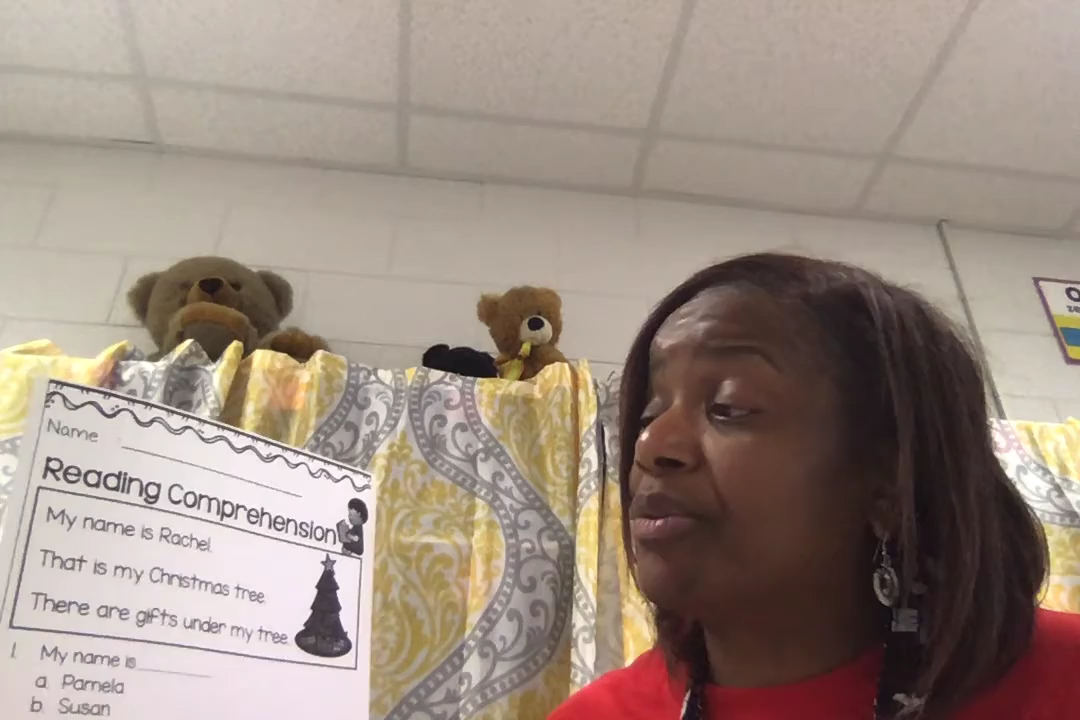 Name
Reading Comprehension
My name is Rachel.
That is my Christmas tree.
There are gifts under my tree.
1. My name is
a. Pamela
b. Susan